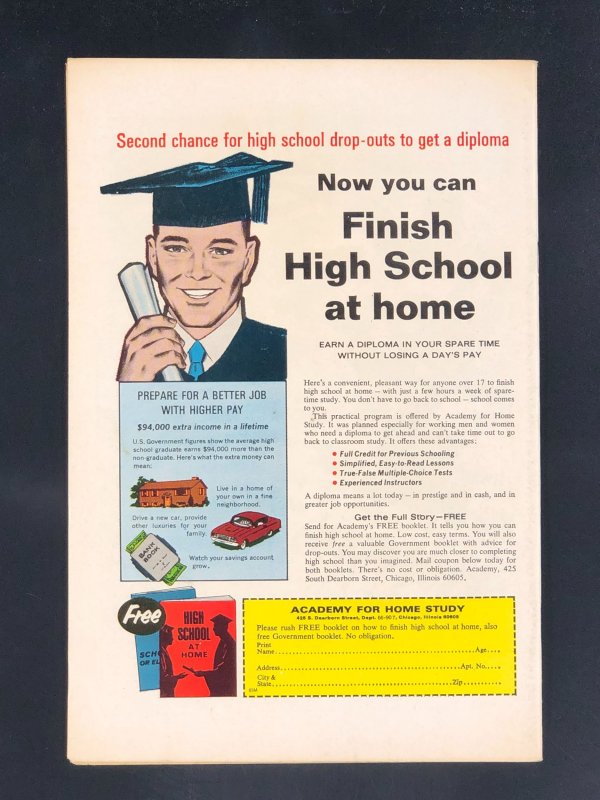 Second chance for high school drop-outs to get a diploma
Now you can
Finish
High School
at home
EARN A DIPLOMA IN YOUR SPARE TIME
WITHOUT LOSING A DAY'S PAY
PREPARE FOR A BETTER JOB
WITH HIGHER PAY
$94,000 extra income in a lifetime
U.S. Government figures show the average high
school graduate earns $94,000 more than the
non-graduate. Here's what the extra money can
mean:
Live in a home of
your own in a fine
neighborhood.
Drive a new car, provide
other luxuries for your
family.
BANK
BOOK
Watch your savings account
grow.
Here's a convenient, pleasant way for anyone over 17 to finish
high school at home – with just a few hours a week of spare-
time study. You don't have to go back to school – school comes
to you.
This practical program is offered by Academy for Home
Study. It was planned especially for working men and women
who need a diploma to get ahead and can't take time out to go
back to classroom study. It offers these advantages:
• Full Credit for Previous Schooling
• Simplified, Easy-to-Read Lessons
• True-False Multiple-Choice Tests
• Experienced Instructors
A diploma means a lot today – in prestige and in cash, and in
greater job opportunities.
Get the Full Story–FREE
Send for Academy's FREE booklet. It tells you how you can
finish high school at home. Low cost, easy terms. You will also
receive free a valuable Government booklet with advice for
drop-outs. You may discover you are much closer to completing
high school than you imagined. Mail coupon below today for
both booklets. There's no cost or obligation. Academy, 425
South Dearborn Street, Chicago, Illinois 60605.
Free
SCH
OR EL
HIGH
SCHOOL
AT
HOME
ACADEMY FOR HOME STUDY
425 S. Dearborn Street, Dept. 66-907, Chicago, Illinois 60605
Please rush FREE booklet on how to finish high school at home, also
free Government booklet. No obligation.
Print
Name Age
Address Apt. No.
City &
State Zip